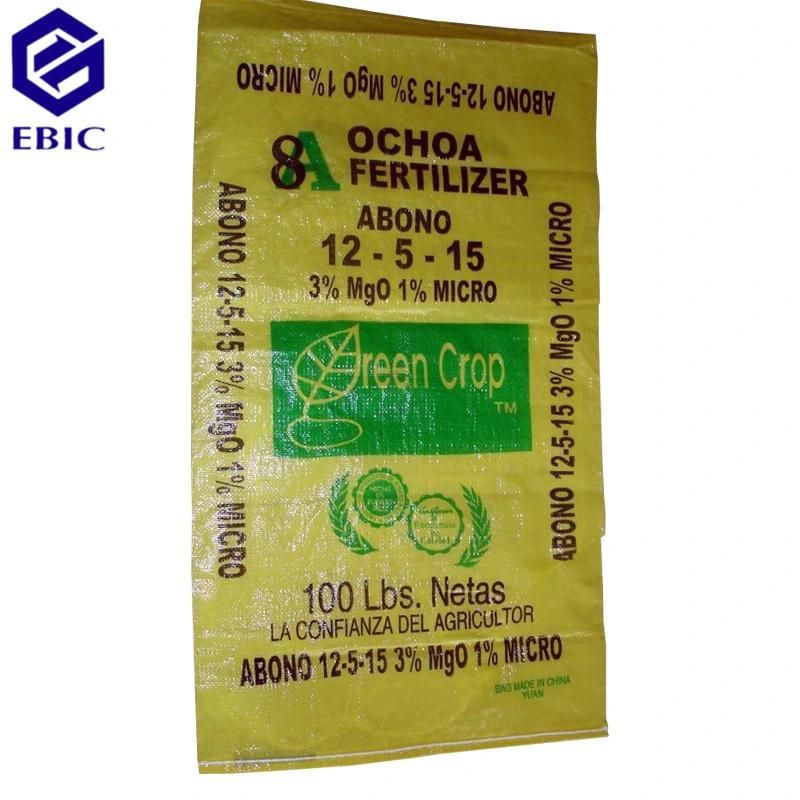 EBIC
ABONO 12-5-15 3% MgO 1% MICRO
8A OCHOA
FERTILIZER
ABONO
12 - 5 - 15
3% MgO 1% MICRO
ABONO 12-5-15 3% MgO 1% MICRO
ABONO 12-5-15 3% MgO 1% MICRO
Green Crop
TM
HECHO
EN
Excelencia
100 Lbs. Netas
LA CONFIANZA DEL AGRICULTOR
ABONO 12-5-15 3% MgO 1% MICRO
BAG MADE IN CHINA
YUAN